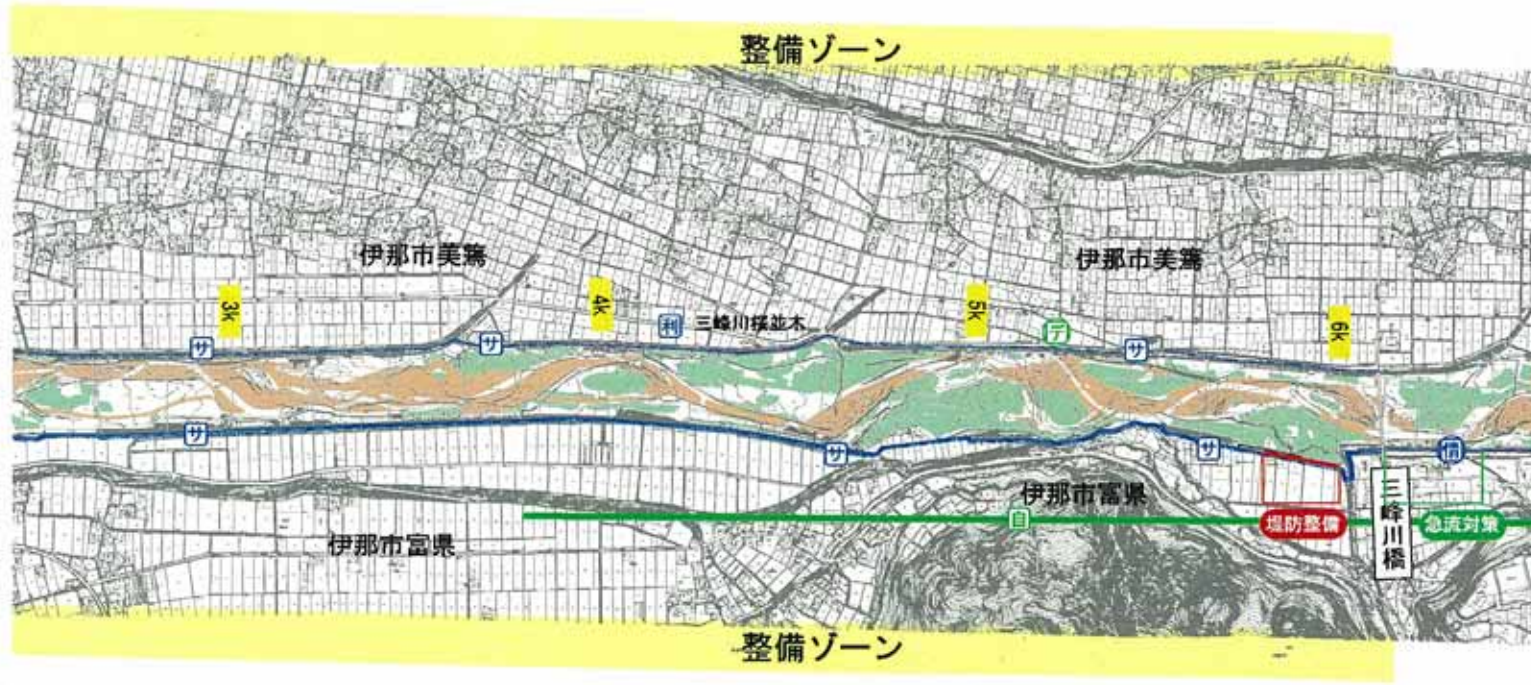 整備ゾーン
伊那市美篶
伊那市美篶
3k
4k
利
三峰川桜並木
5k
デ
6k
サ
サ
サ
サ
サ
サ
情
伊那市富県
自
伊那市富県
堤防整備
三峰川橋
急流対策
整備ゾーン